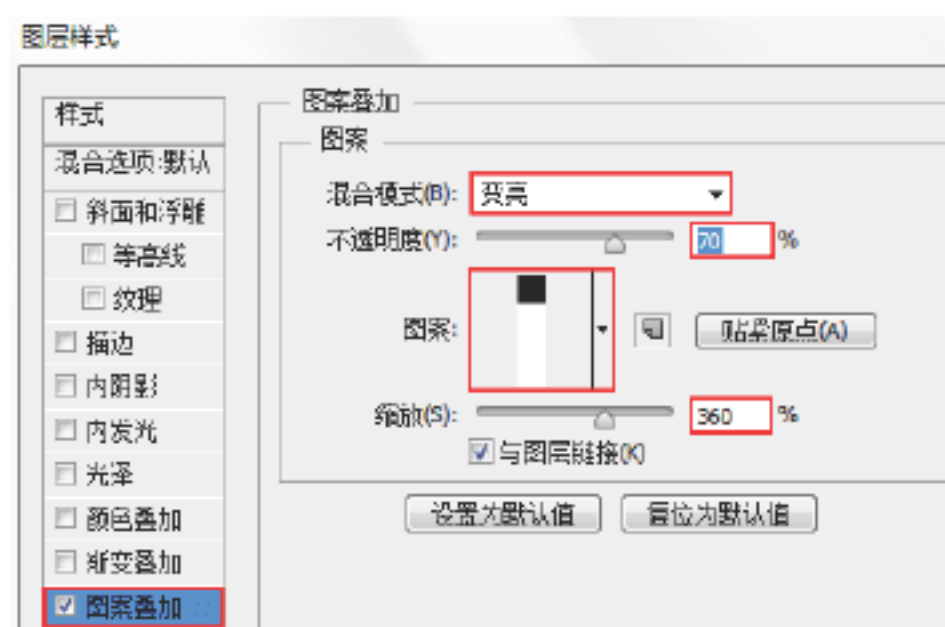 图层样式
样式
混合选项:默认
斜面和浮雕
等高线
纹理
描边
内阴影
内发光
光泽
颜色叠加
渐变叠加
图案叠加
图案叠加
图案
混合模式(B): 变亮
不透明度(Y): 70 %
图案: 贴紧原点(A)
缩放(S): 360 %
与图层链接(K)
设置为默认值 复位为默认值